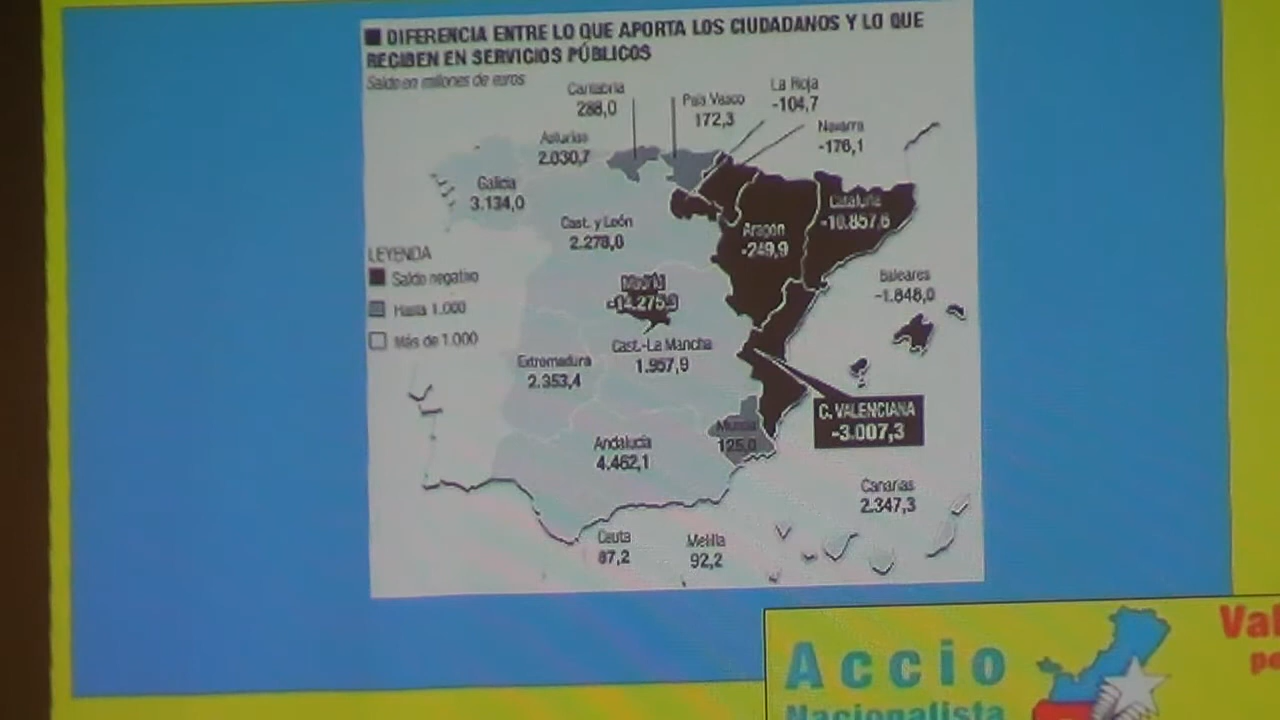 DIFERENCIA ENTRE LO QUE APORTA LOS CIUDADANOS Y LO QUE
RECIBEN EN SERVICIOS PÚBLICOS
Saldo en millones de euros
Cantabria
288,0
País Vasco
172,3
La Rioja
-104,7
Navarra
-176,1
Asturias
2.030,7
Galicia
3.134,0
Cast. y León
2.278,0
Aragón
-249,9
Cataluña
-10.857,6
LEYENDA
Saldo negativo
Hasta 1.000
Más de 1.000
Madrid
Baleares
-1.848,0
Cast.-La Mancha
1.957,9
Extremadura
2.353,4
C. VALENCIANA
-3.007,3
Murcia
125,0
Andalucía
4.462,1
Canarias
2.347,3
Ceuta
87,2
Melilla
92,2
Accio
Nacionalista
Val
pe